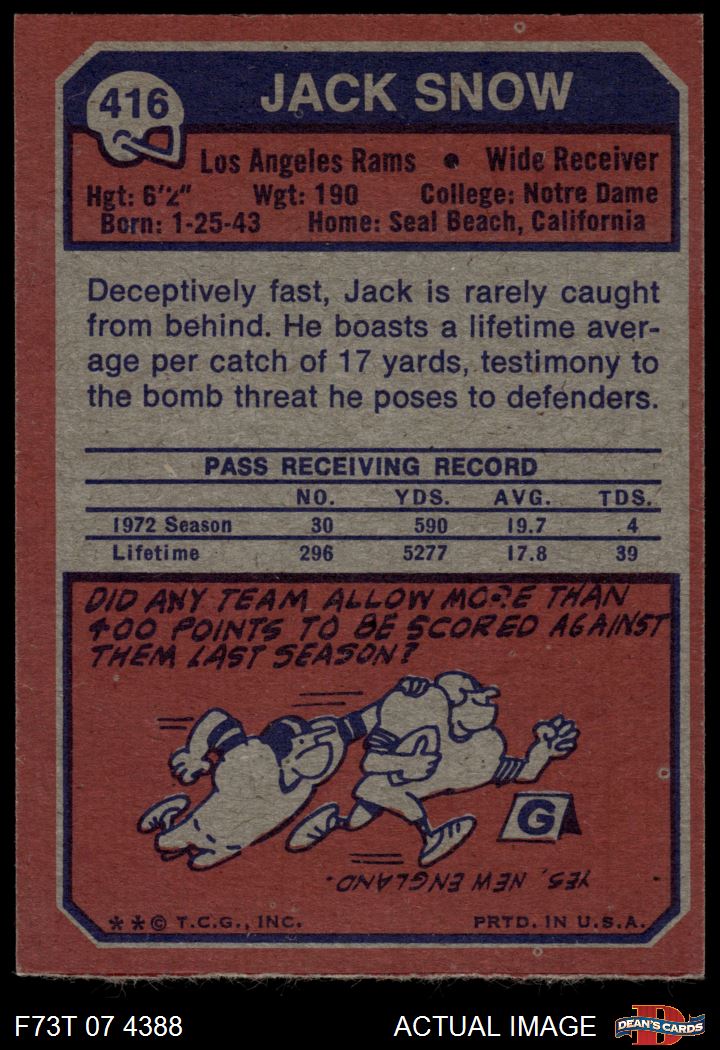 416
JACK SNOW
Los Angeles Rams • Wide Receiver
Hgt: 6'2" Wgt: 190 College: Notre Dame
Born: 1-25-43 Home: Seal Beach, California
Deceptively fast, Jack is rarely caught
from behind. He boasts a lifetime aver-
age per catch of 17 yards, testimony to
the bomb threat he poses to defenders.
PASS RECEIVING RECORD
NO. YDS. AVG. TDS.
1972 Season 30 590 19.7 4
Lifetime 296 5277 17.8 39
DID ANY TEAM ALLOW MORE THAN
400 POINTS TO BE SCORED AGAINST
THEM LAST SEASON?
G
YES, NEW ENGLAND.
** © T.C.G., INC. PRTD. IN U.S.A.
F73T 07 4388 ACTUAL IMAGE D DEAN'S CARDS